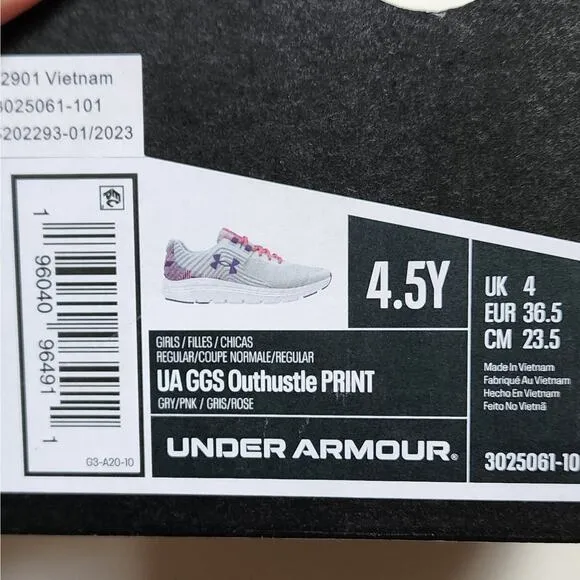 2901 Vietnam
3025061-101
5202293-01/2023
1 96040 96491 1
G3-A20-10
4.5Y
UK 4
EUR 36.5
CM 23.5
GIRLS / FILLES / CHICAS
REGULAR/COUPE NORMALE/REGULAR
UA GGS Outhustle PRINT
GRY/PNK / GRIS/ROSE
Made In Vietnam
Fabriqué Au Vietnam
Hecho En Vietnam
Feito No Vietnã
UNDER ARMOUR®
3025061-10